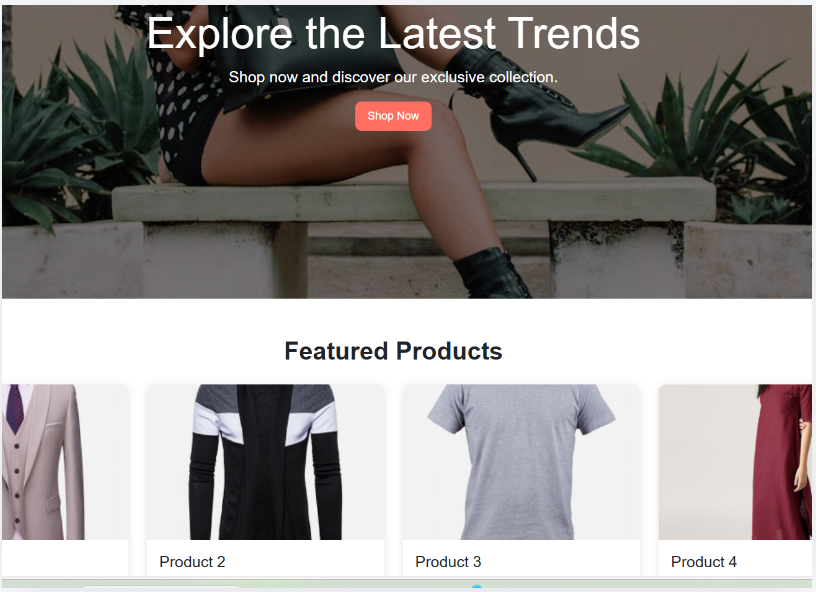 Explore the Latest Trends
Shop now and discover our exclusive collection.
Shop Now
Featured Products
Product 2
Product 3
Product 4